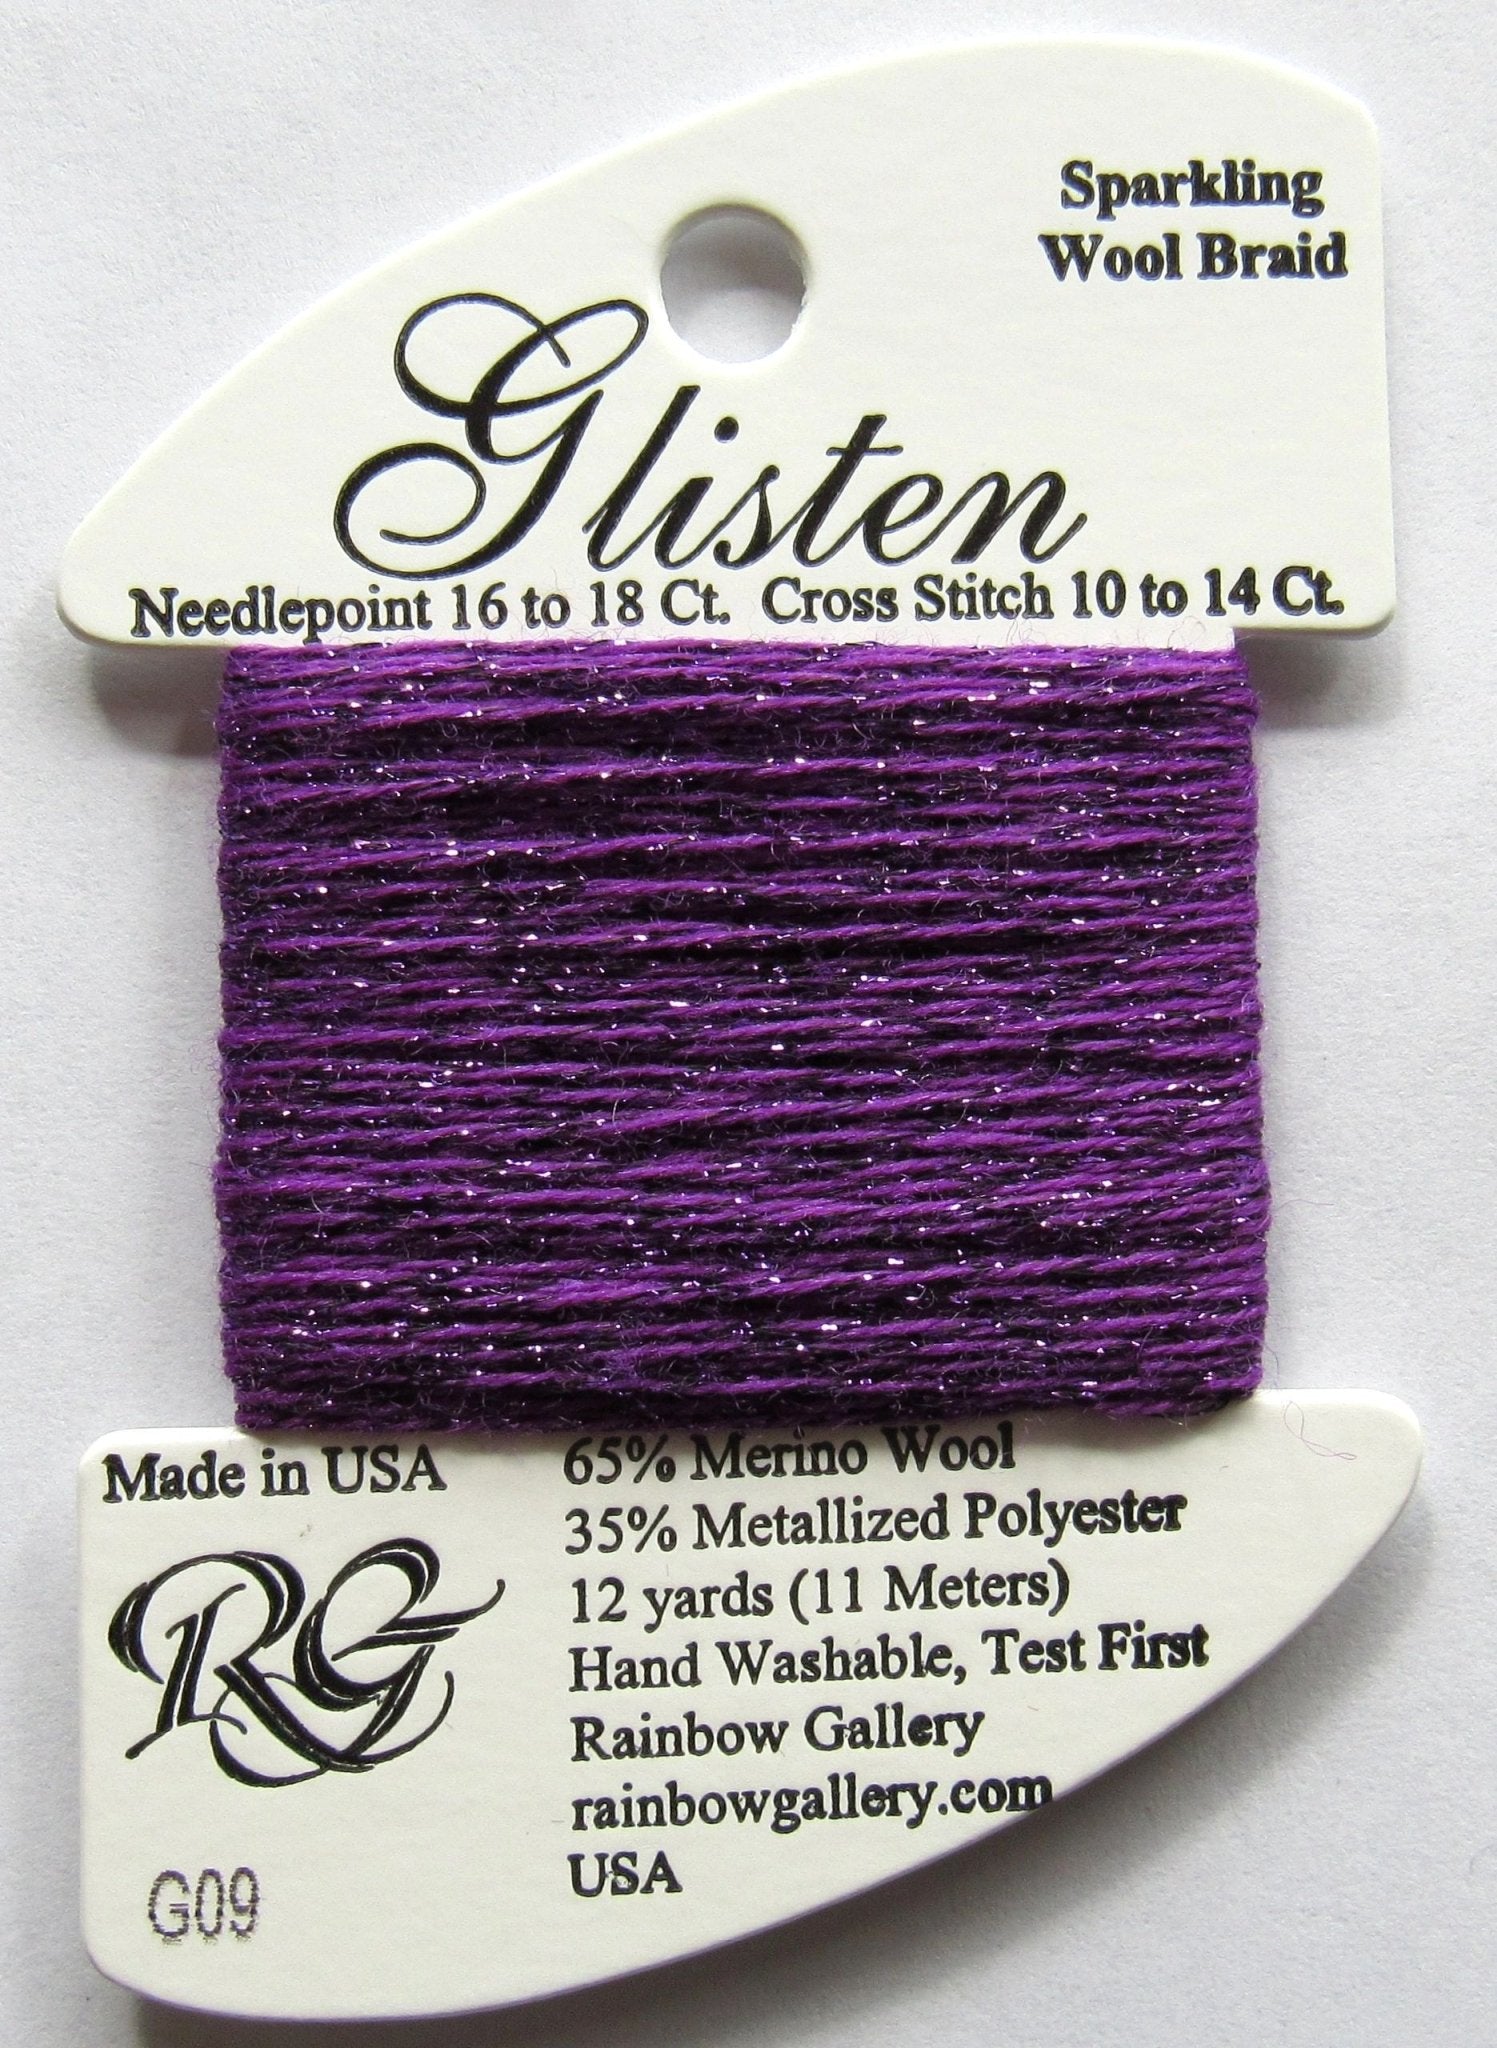 Sparkling
Wool Braid
Glisten
Needlepoint 16 to 18 Ct. Cross Stitch 10 to 14 Ct.
Made in USA
RG
G09
65% Merino Wool
35% Metallized Polyester
12 yards (11 Meters)
Hand Washable, Test First
Rainbow Gallery
rainbowgallery.com
USA